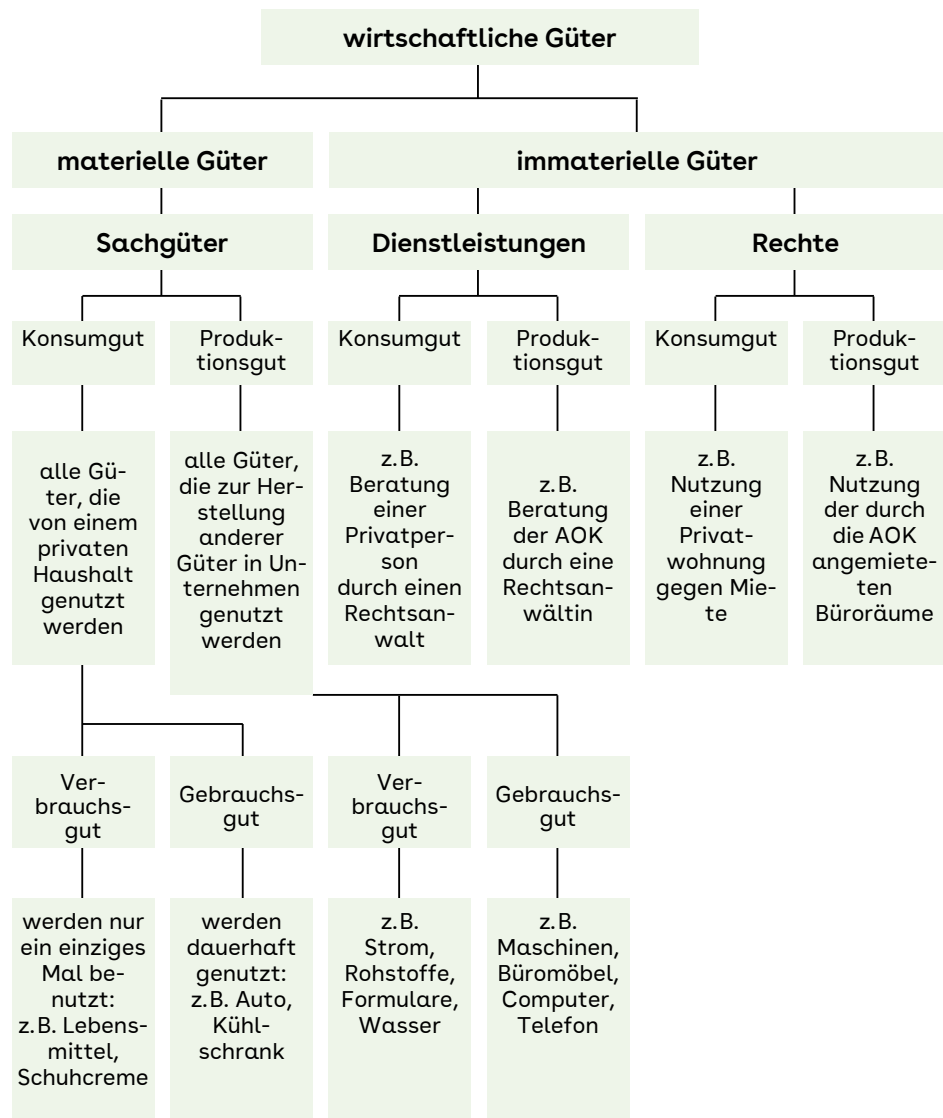 wirtschaftliche Güter
materielle Güter
immaterielle Güter
Sachgüter
Dienstleistungen
Rechte
Konsumgut
Produk-
tionsgut
Konsumgut
Produk-
tionsgut
Konsumgut
Produk-
tionsgut
alle Gü-
ter, die
von einem
privaten
Haushalt
genutzt
werden
alle Güter,
die zur Her-
stellung
anderer
Güter in Un-
ternehmen
genutzt
werden
z.B.
Beratung
einer
Privatper-
son
durch einen
Rechtsan-
walt
z.B.
Beratung
der AOK
durch eine
Rechtsan-
wältin
z.B.
Nutzung
einer
Privat-
wohnung
gegen Mie-
te
z.B.
Nutzung
der durch
die AOK
angemiete-
ten
Büroräume
Ver-
brauchs-
gut
Gebrauchs-
gut
Ver-
brauchs-
gut
Gebrauchs-
gut
werden nur
ein einziges
Mal be-
nutzt:
z.B. Lebens-
mittel,
Schuhcreme
werden
dauerhaft
genutzt:
z.B. Auto,
Kühl-
schrank
z.B.
Strom,
Rohstoffe,
Formulare,
Wasser
z.B.
Maschinen,
Büromöbel,
Computer,
Telefon